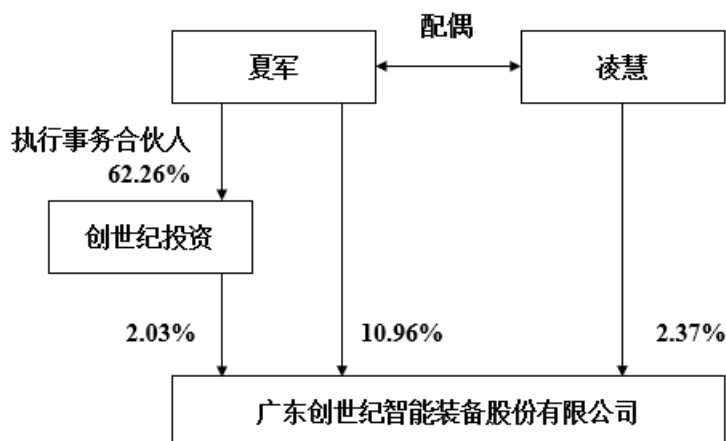 配偶
夏军
凌慧
执行事务合伙人
62.26%
创世纪投资
2.03%
10.96%
2.37%
广东创世纪智能装备股份有限公司